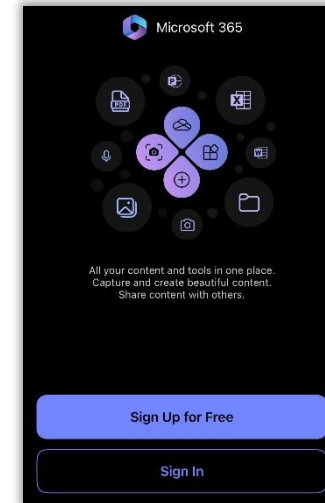 Microsoft 365
PDF
All your content and tools in one place.
Capture and create beautiful content.
Share content with others.
Sign Up for Free
Sign In